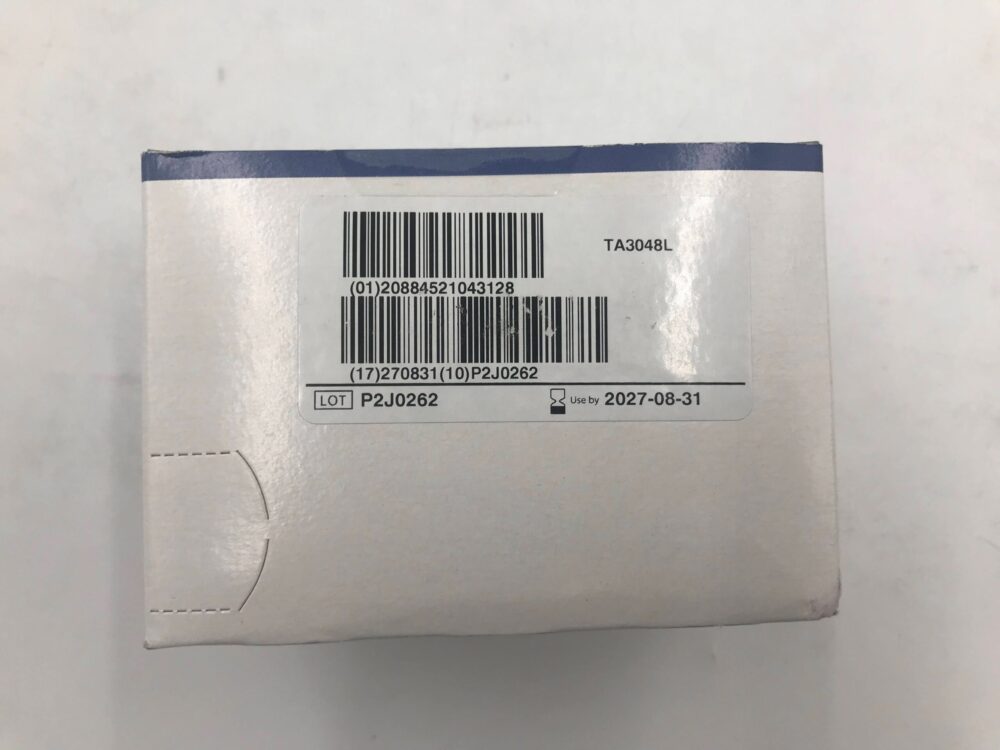 TA3048L
(01)20884521043128
(17)270831(10)P2J0262
LOT P2J0262 Use by 2027-08-31